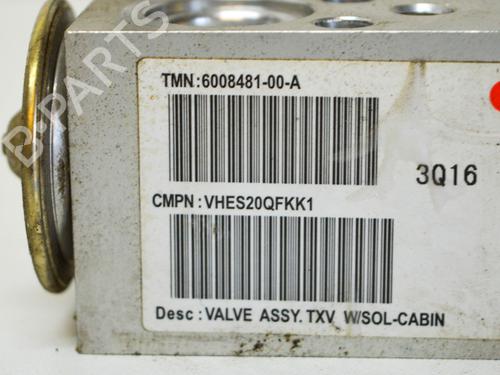 B-PARTS
TMN :6008481-00-A
3Q16
CMPN : VHES20QFKK1
Desc : VALVE ASSY. TXV W/SOL-CABIN